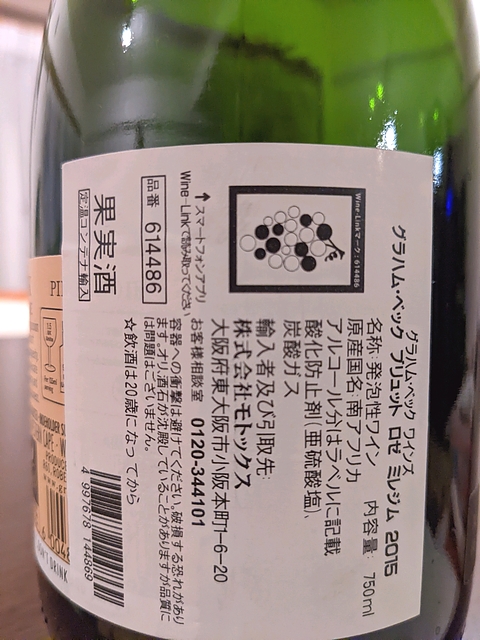 グラハム・ベック ワインズ
グラハム・ベック ブリュット ロゼ ミレジム 2015
名称:発泡性ワイン 内容量: 750ml
原産国名:南アフリカ
アルコール分はラベルに記載
酸化防止剤(亜硫酸塩)、
炭酸ガス
輸入者及び引取先:
株式会社モトックス
大阪府東大阪市小阪本町1-6-20
お客様相談室 0120-344101
容器への衝撃は避けてください。破損する恐れがあり
ます。オリ、酒石が沈殿していることがありますが品質に
は問題はございません。
☆飲酒は20歳になってから
Wine-Linkマーク:614486
↑スマートフォンアプリ
Wine-Linkで読み取ってください
品番 614486
果実酒
定温コンテナ輸入
4 997678 144869
DRINK